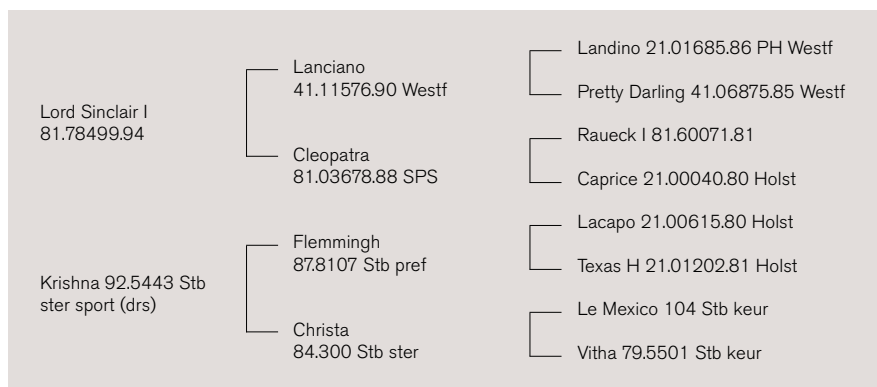 Lord Sinclair I
81.78499.94
Lanciano
41.11576.90 Westf
Cleopatra
81.03678.88 SPS
Landino 21.01685.86 PH Westf
Pretty Darling 41.06875.85 Westf
Raueck I 81.60071.81
Caprice 21.00040.80 Holst
Krishna 92.5443 Stb
ster sport (drs)
Flemmingh
87.8107 Stb pref
Christa
84.300 Stb ster
Lacapo 21.00615.80 Holst
Texas H 21.01202.81 Holst
Le Mexico 104 Stb keur
Vitha 79.5501 Stb keur